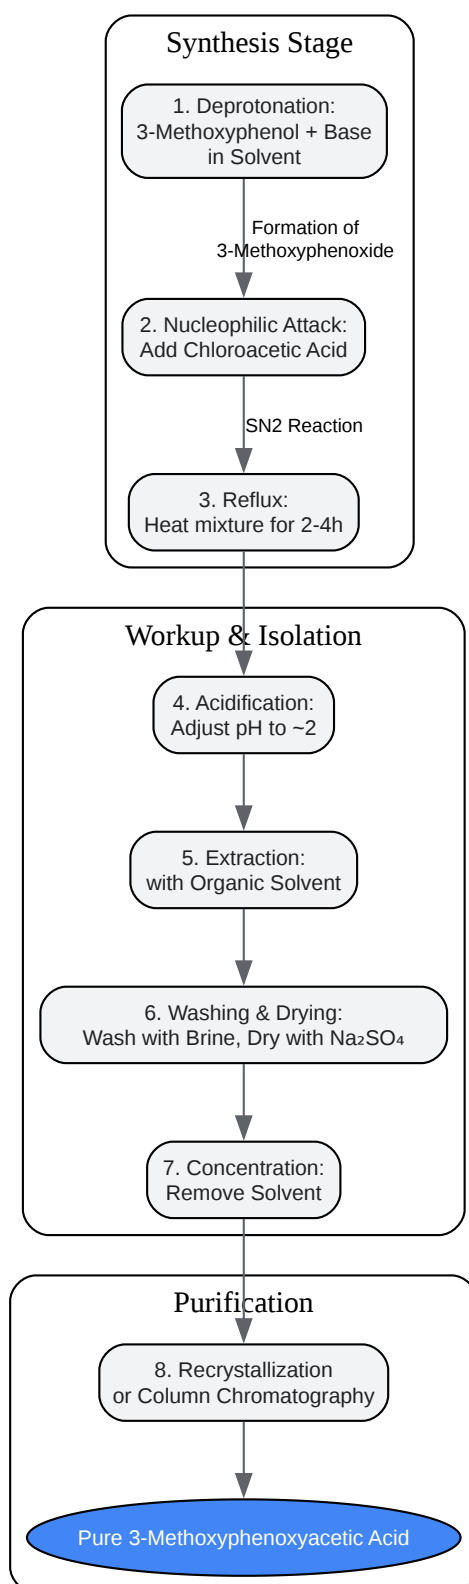 Synthesis Stage
1. Deprotonation:
3-Methoxyphenol + Base
in Solvent
Formation of
3-Methoxyphenoxide
2. Nucleophilic Attack:
Add Chloroacetic Acid
SN2 Reaction
3. Reflux:
Heat mixture for 2-4h
Workup & Isolation
4. Acidification:
Adjust pH to ~2
5. Extraction:
with Organic Solvent
6. Washing & Drying:
Wash with Brine, Dry with Na₂SO₄
7. Concentration:
Remove Solvent
Purification
8. Recrystallization
or Column Chromatography
Pure 3-Methoxyphenoxyacetic Acid